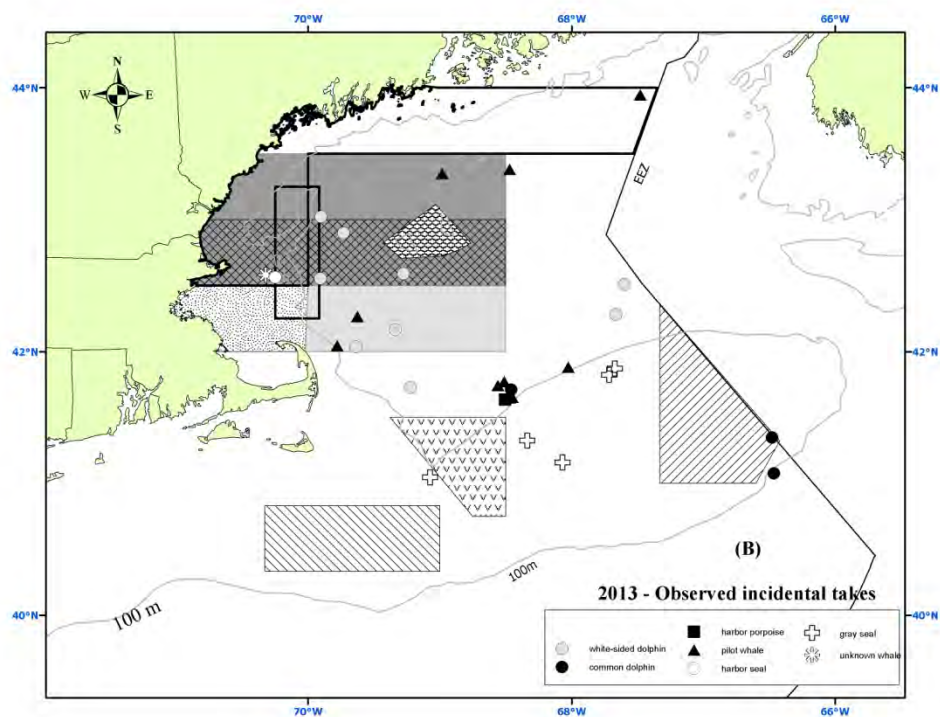 70°W 68°W 66°W
N
W E
S
44°N 44°N
EEZ
42°N 42°N
(B)
100m
100 m
2013 - Observed incidental takes
40°N 40°N
harbor porpoise gray seal
white-sided dolphin pilot whale unknown whale
common dolphin harbor seal
70°W 68°W 66°W